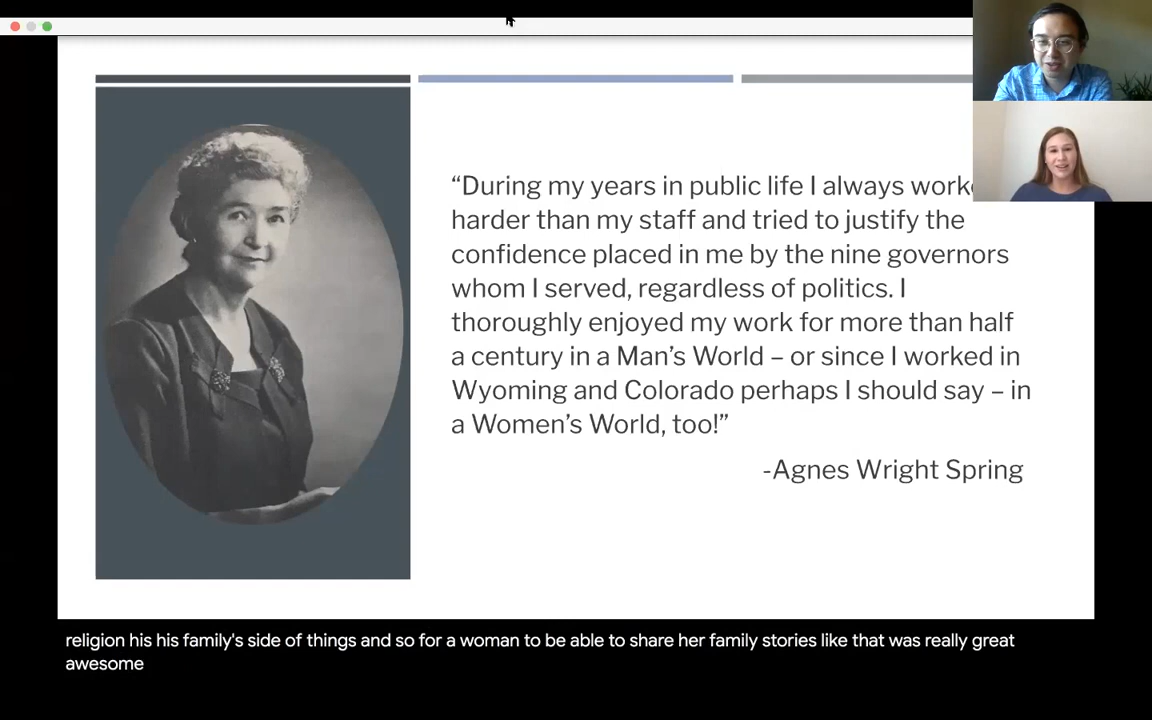 “During my years in public life I always
harder than my staff and tried to justify the
confidence placed in me by the nine governors
whom I served, regardless of politics. I
thoroughly enjoyed my work for more than half
a century in a Man’s World – or since I worked in
Wyoming and Colorado perhaps I should say – in
a Women’s World, too!”
-Agnes Wright Spring
religion his his family's side of things and so for a woman to be able to share her family stories like that was really great
awesome